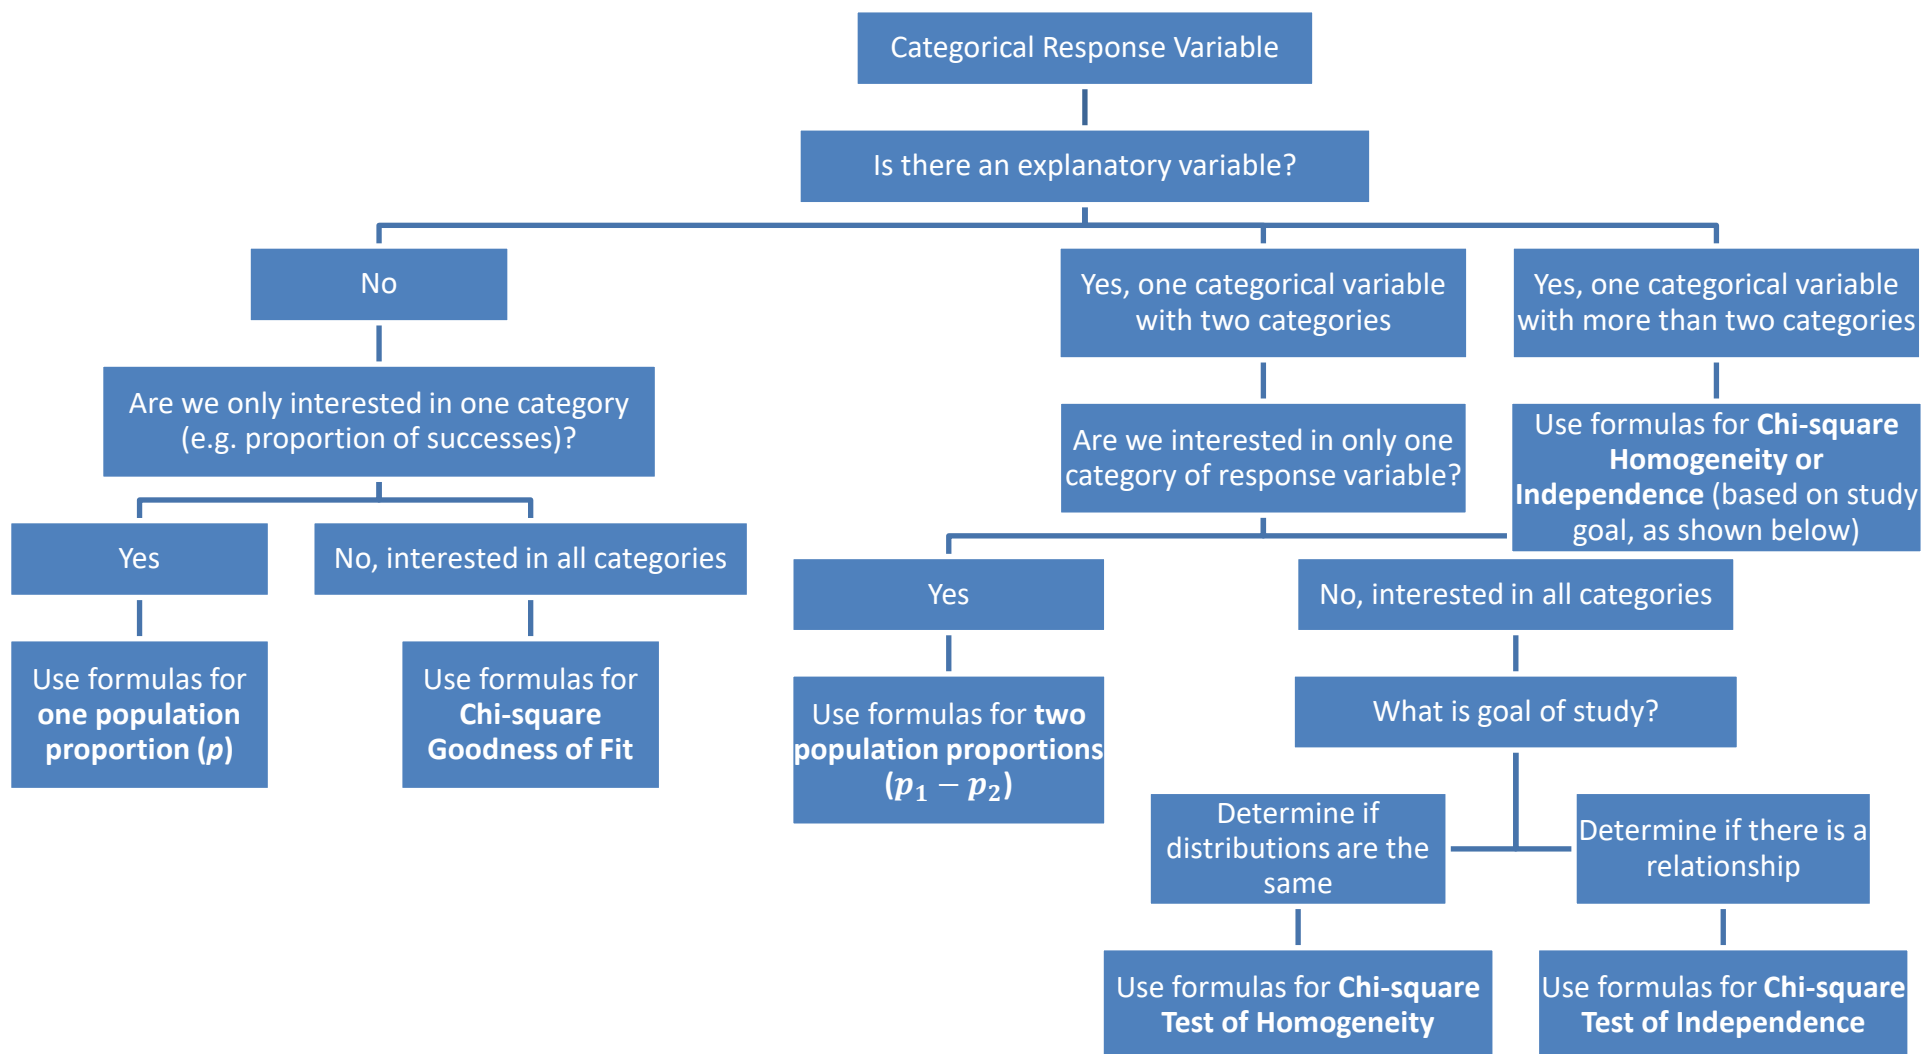 Categorical Response Variable
Is there an explanatory variable?
No
Yes, one categorical variable
with two categories
Yes, one categorical variable
with more than two categories
Are we only interested in one category
(e.g. proportion of successes)?
Are we interested in only one
category of response variable?
Use formulas for Chi-square
Homogeneity or
Independence (based on study
goal, as shown below)
Yes
No, interested in all categories
Yes
No, interested in all categories
Use formulas for
one population
proportion (p)
Use formulas for
Chi-square
Goodness of Fit
Use formulas for two
population proportions
(p₁ − p₂)
What is goal of study?
Determine if
distributions are the
same
Determine if there is a
relationship
Use formulas for Chi-square
Test of Homogeneity
Use formulas for Chi-square
Test of Independence